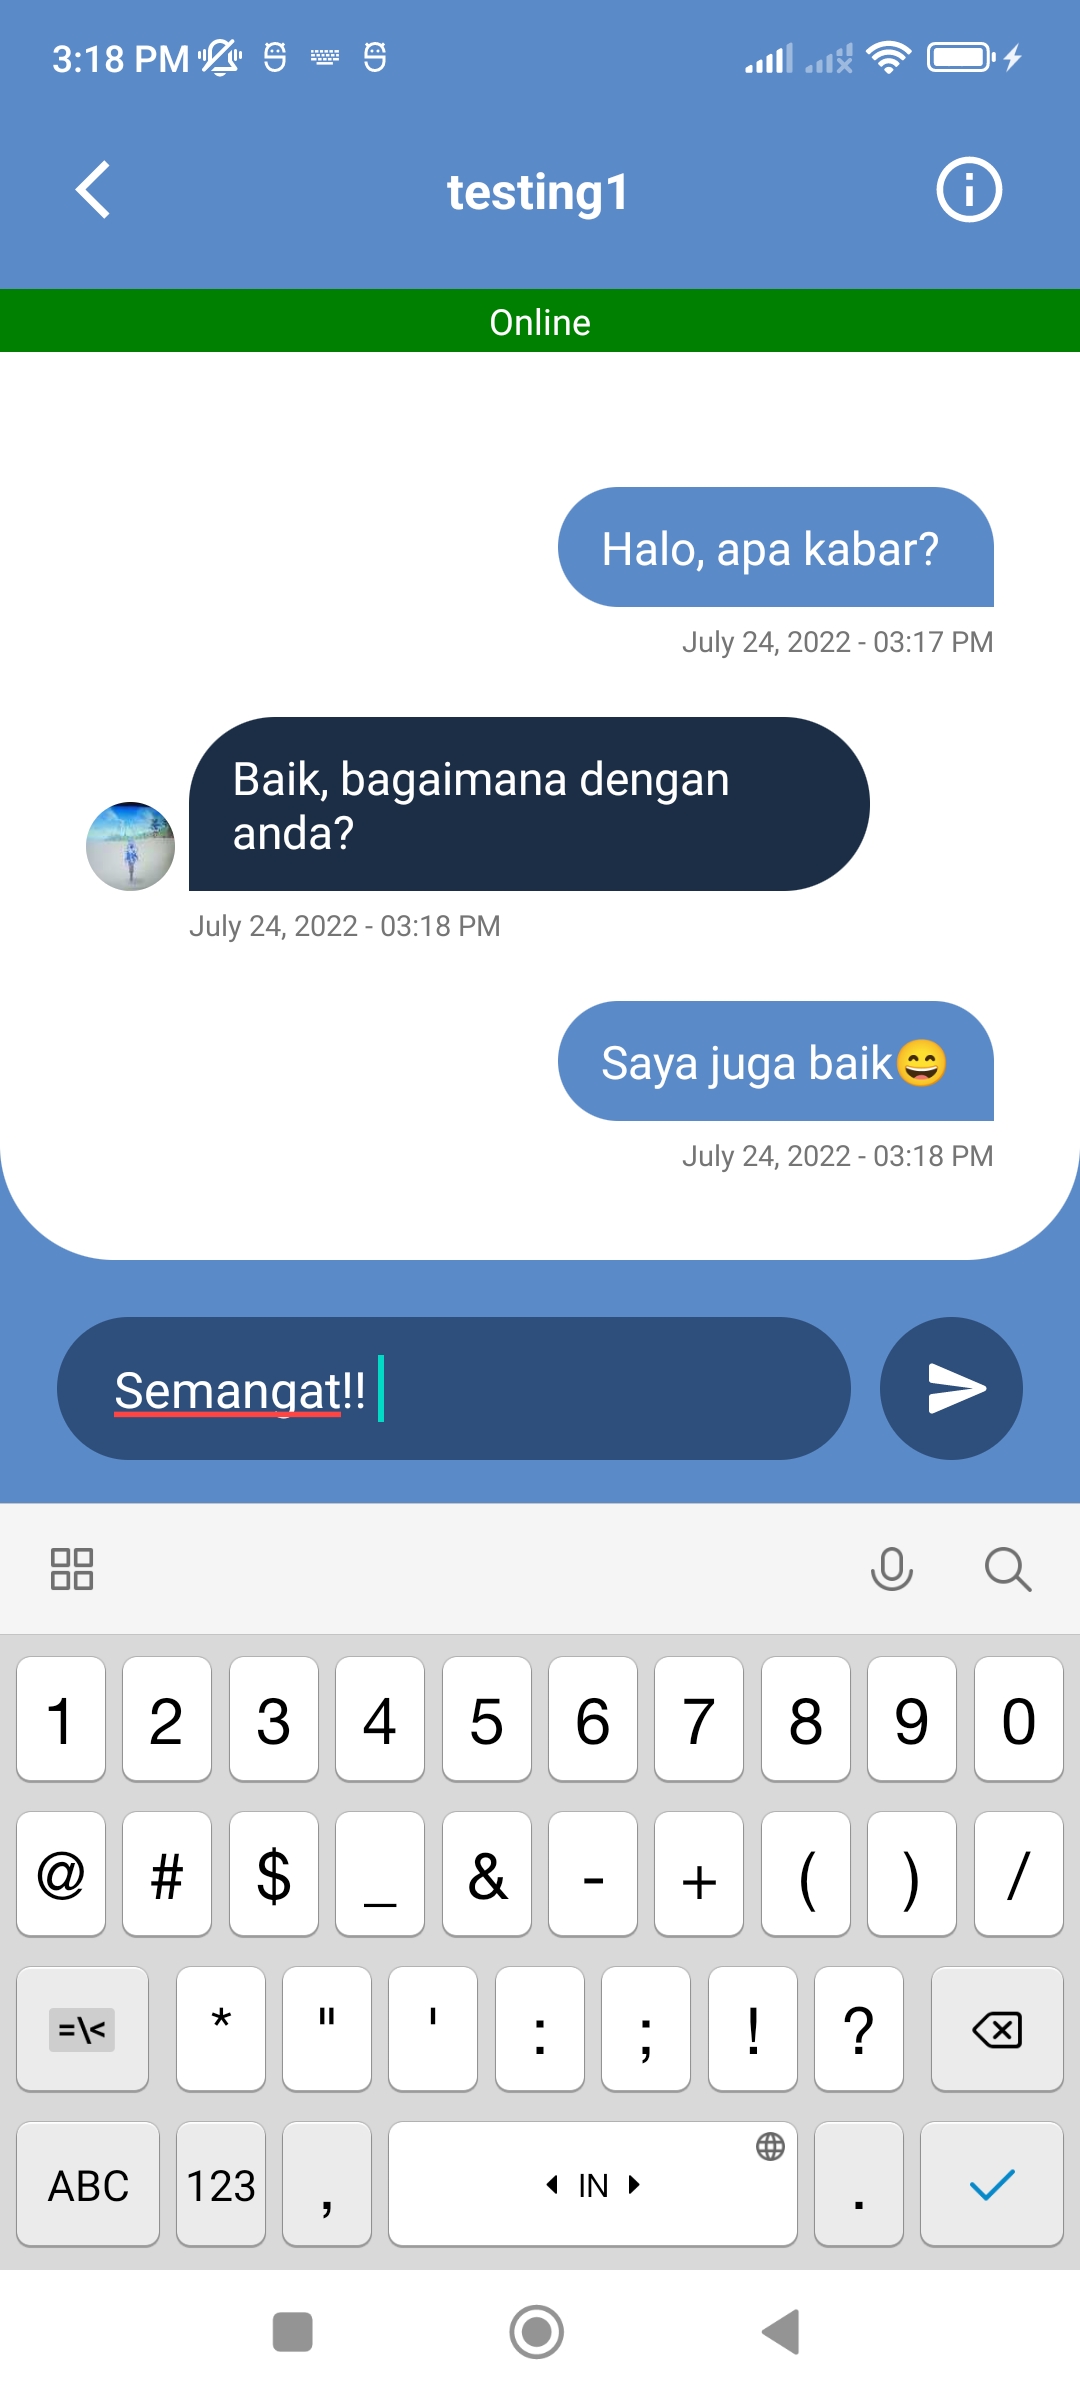 3:18 PM
testing1
Online
Halo, apa kabar?
July 24, 2022 - 03:17 PM
Baik, bagaimana dengan
anda?
July 24, 2022 - 03:18 PM
Saya juga baik😄
July 24, 2022 - 03:18 PM
Semangat!!
1 2 3 4 5 6 7 8 9 0
@ # $ _ & - + ( ) /
=\< * " ' : ; ! ?
ABC 123 , IN .